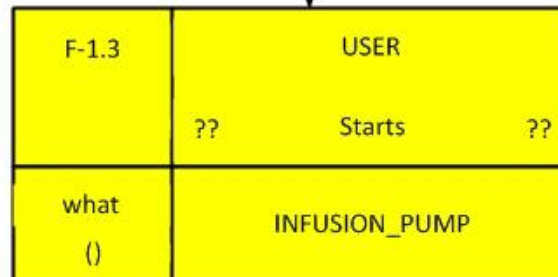 F-1.3
USER
?? Starts ??
what
()
INFUSION_PUMP